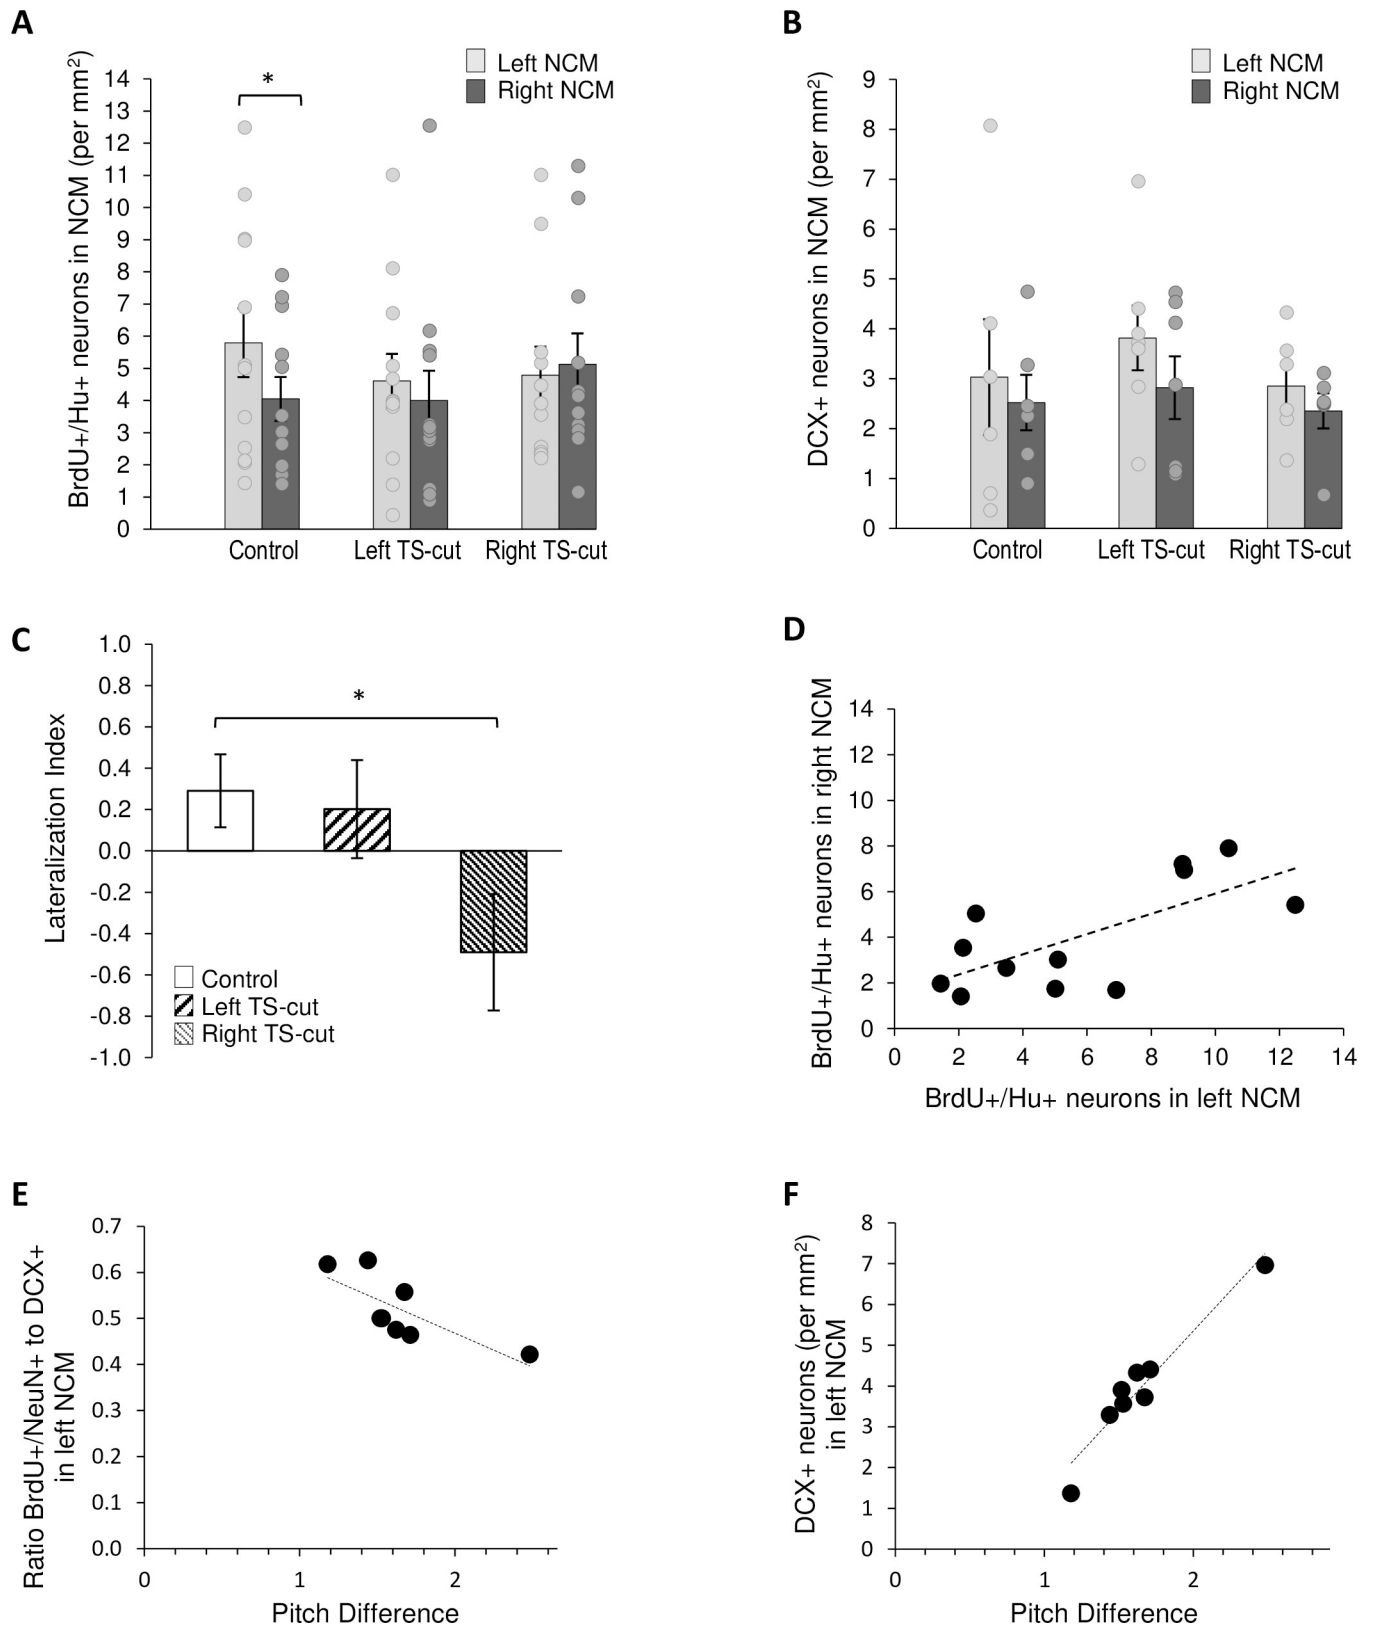 A
BrdU+/Hu+ neurons in NCM (per mm²)
Left NCM
Right NCM
*
14
13
12
11
10
9
8
7
6
5
4
3
2
1
0
Control
Left TS-cut
Right TS-cut
B
DCX+ neurons in NCM (per mm²)
Left NCM
Right NCM
9
8
7
6
5
4
3
2
1
0
Control
Left TS-cut
Right TS-cut
C
Lateralization Index
1.0
0.8
0.6
0.4
0.2
0.0
-0.2
-0.4
-0.6
-0.8
-1.0
*
Control
Left TS-cut
Right TS-cut
D
BrdU+/Hu+ neurons in right NCM
14
12
10
8
6
4
2
0
0 2 4 6 8 10 12 14
BrdU+/Hu+ neurons in left NCM
E
Ratio BrdU+/NeuN+ to DCX+
in left NCM
0.7
0.6
0.5
0.4
0.3
0.2
0.1
0.0
0 1 2
Pitch Difference
F
DCX+ neurons (per mm²)
in left NCM
8
7
6
5
4
3
2
1
0
0 1 2
Pitch Difference